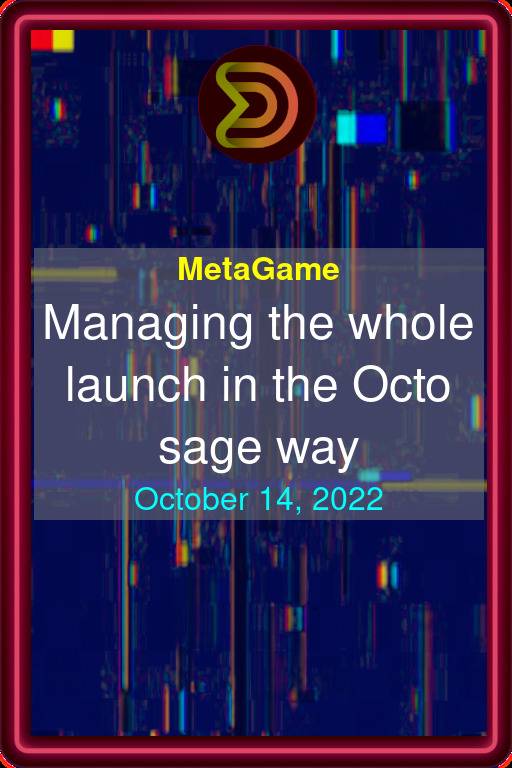 MetaGame
Managing the whole
launch in the Octo
sage way
October 14, 2022